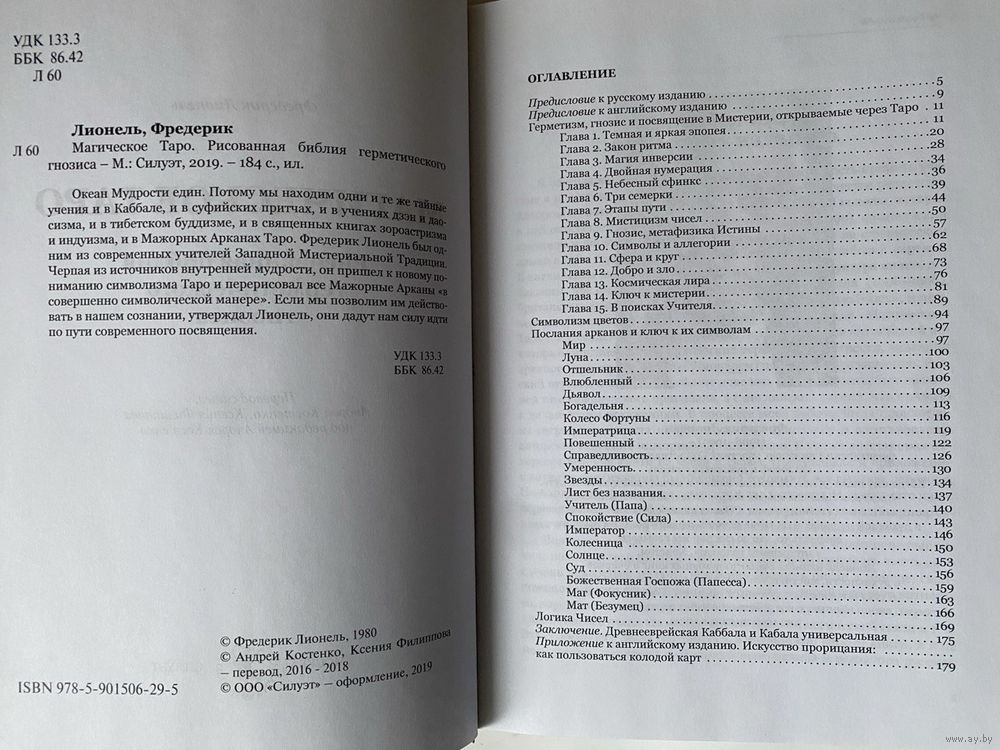 УДК 133.3
ББК 86.42
Л 60
Лионель, Фредерик
Л 60 Магическое Таро. Рисованная библия герметического
гнозиса – М.: Силуэт, 2019. – 184 с., ил.
Океан Мудрости един. Потому мы находим одни и те же тайные
учения и в Каббале, и в суфийских притчах, и в учениях дзэн и дао-
сизма, и в тибетском буддизме, и в священных книгах зороастризма
и индуизма, и в Мажорных Арканах Таро. Фредерик Лионель был од-
ним из современных учителей Западной Мистериальной Традиции.
Черпая из источников внутренней мудрости, он пришел к новому по-
ниманию символизма Таро и перерисовал все Мажорные Арканы «в
совершенно символической манере». Если мы позволим им действо-
вать в нашем сознании, утверждал Лионель, они дадут нам силу идти
по пути современного посвящения.
УДК 133.3
ББК 86.42
© Фредерик Лионель, 1980
© Андрей Костенко, Ксения Филиппова
– перевод, 2016 - 2018
ISBN 978-5-901506-29-5 © ООО «Силуэт» – оформление, 2019
ОГЛАВЛЕНИЕ
Предисловие к русскому изданию 5
Предисловие к английскому изданию 9
Герметизм, гнозис и посвящение в Мистерии, открываемые через Таро 11
Глава 1. Темная и яркая эпопея 11
Глава 2. Закон ритма 20
Глава 3. Магия инверсии 28
Глава 4. Двойная нумерация 34
Глава 5. Небесный сфинкс 36
Глава 6. Три семерки 39
Глава 7. Этапы пути 44
Глава 8. Мистицизм чисел 50
Глава 9. Гнозис, метафизика Истины 57
Глава 10. Символы и аллегории 62
Глава 11. Сфера и круг 68
Глава 12. Добро и зло 73
Глава 13. Космическая лира 76
Глава 14. Ключ к мистерии 81
Глава 15. В поисках Учителя 89
Символизм цветов 94
Послания арканов и ключ к их символам 97
Мир 97
Луна 100
Отшельник 103
Влюбленный 106
Дьявол 109
Богадельня 113
Колесо Фортуны 116
Императрица 119
Повешенный 122
Справедливость 126
Умеренность 130
Звезды 134
Лист без названия 137
Учитель (Папа) 140
Спокойствие (Сила) 143
Император 146
Колесница 150
Солнце 153
Суд 156
Божественная Госпожа (Папесса) 159
Маг (Фокусник) 163
Мат (Безумец) 166
Логика Чисел 169
Заключение. Древнееврейская Каббала и Кабала универсальная 175
Приложение к английскому изданию. Искусство прорицания:
как пользоваться колодой карт 179
www.ay.by